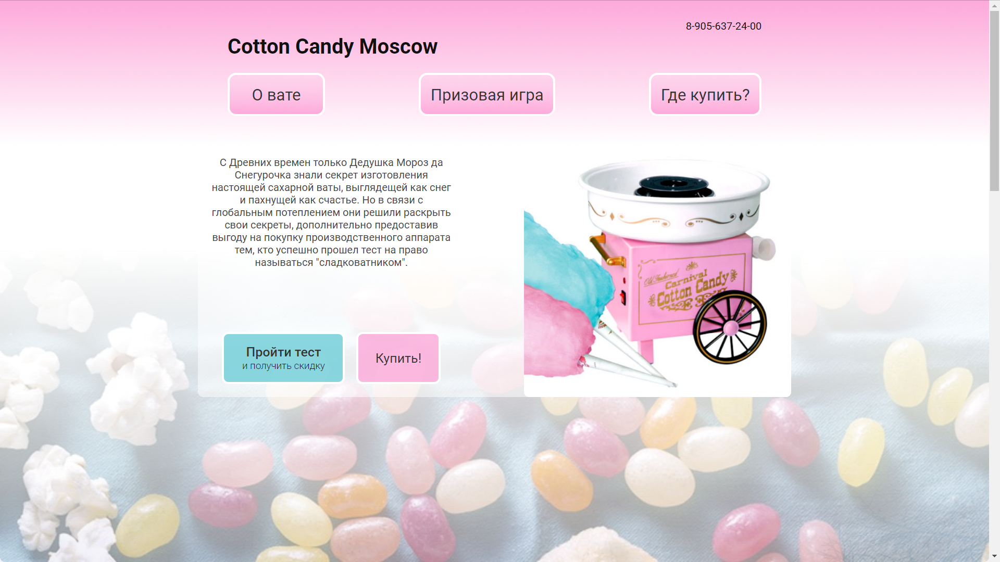 8-905-637-24-00
Cotton Candy Moscow
О вате
Призовая игра
Где купить?
С Древних времен только Дедушка Мороз да
Снегурочка знали секрет изготовления
настоящей сахарной ваты, выглядещей как снег
и пахнущей как счастье. Но в связи с
глобальным потеплением они решили раскрыть
свои секреты, дополнительно предоставив
выгоду на покупку производственного аппарата
тем, кто успешно прошел тест на право
называться "сладковатником".
Old Fashioned
Carnival
Cotton Candy
Пройти тест
и получить скидку
Купить!